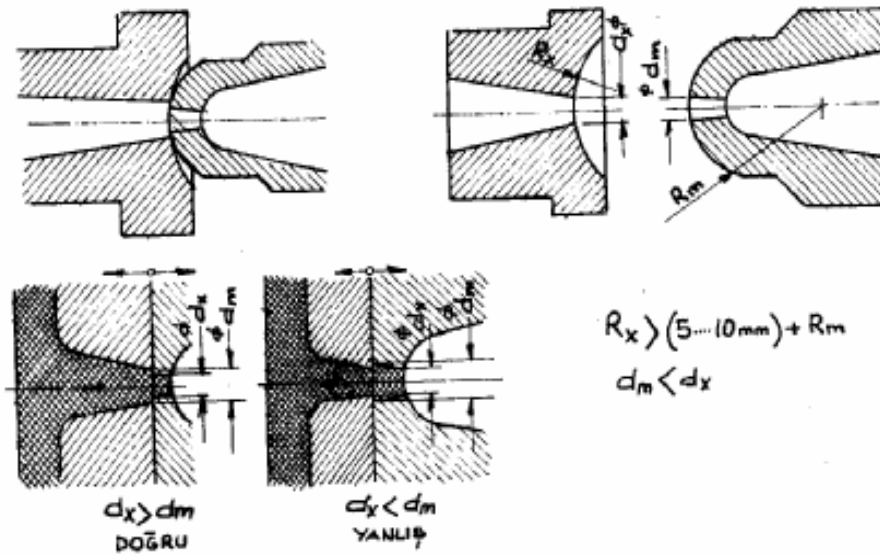 Rx
ø dx
ø dm
Rm
ø dx
ø dm
ø dx
ø dm
Rx > (5....10mm) + Rm
dm < dx
dx > dm
DOĞRU
dx < dm
YANLIŞ